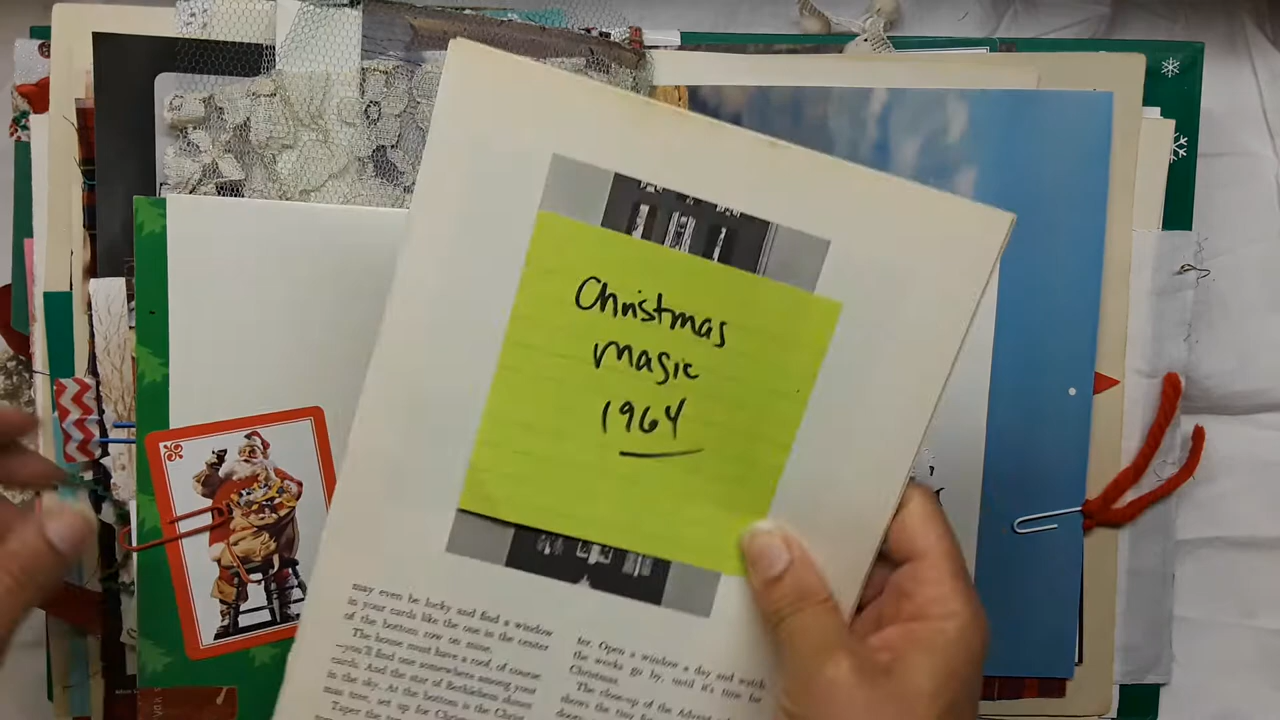 Christmas
magic
1964
may even be lucky and find a window
in your cards like the one in the center
of the bottom row on mine.
The home must have a roof, of course
—you'll find one somewhere among your
cards. And the star of Bethlehem shows
in the sky. At the bottom is the Christ
mas tree, set up for
ter. Open a window a day and watch
the works go by, until it's time for
Christmas.
The close-up of the Advent
shows the tiny